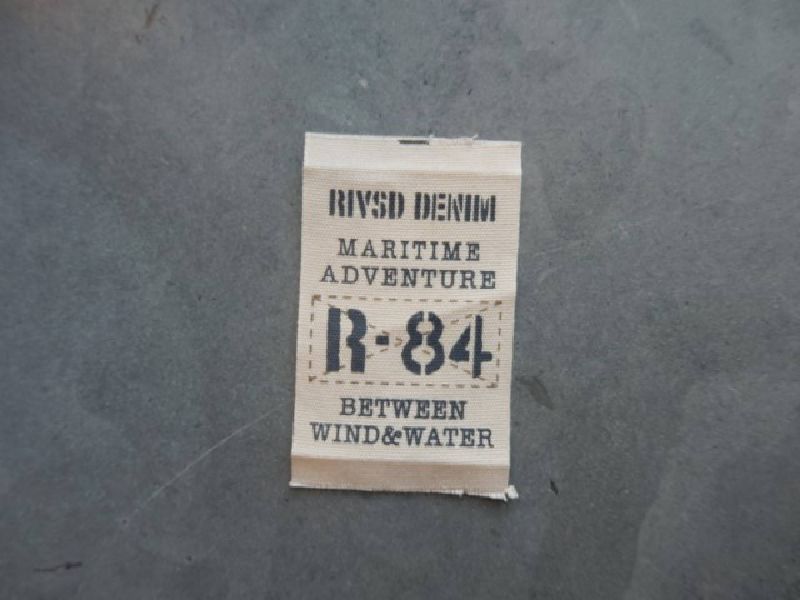 RIVSD DENIM
MARITIME
ADVENTURE
R-84
BETWEEN
WIND&WATER